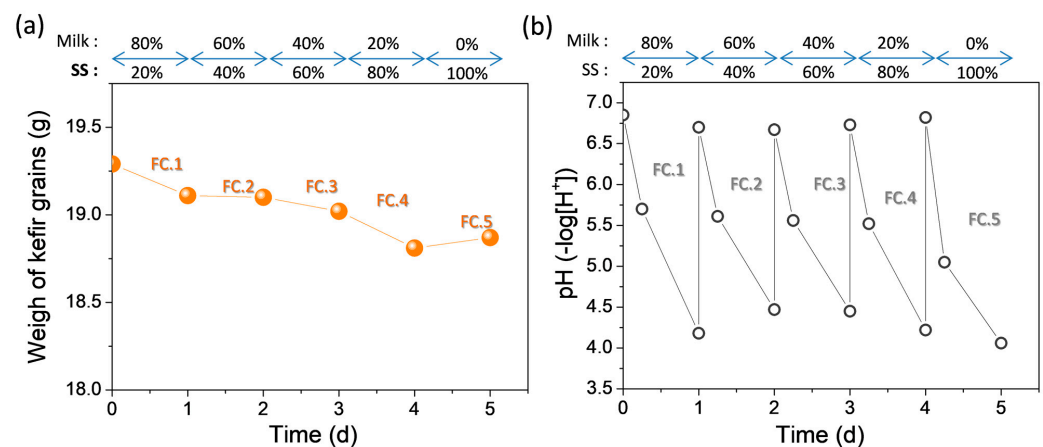 (a)
Milk : 80% 60% 40% 20% 0%
SS : 20% 40% 60% 80% 100%
Weigh of kefir grains (g)
19.5
19.0
18.5
18.0
FC.1
FC.2
FC.3
FC.4
FC.5
0 1 2 3 4 5
Time (d)
(b)
Milk : 80% 60% 40% 20% 0%
SS : 20% 40% 60% 80% 100%
pH (-log[H⁺])
7.0
6.5
6.0
5.5
5.0
4.5
4.0
3.5
FC.1
FC.2
FC.3
FC.4
FC.5
0 1 2 3 4 5
Time (d)